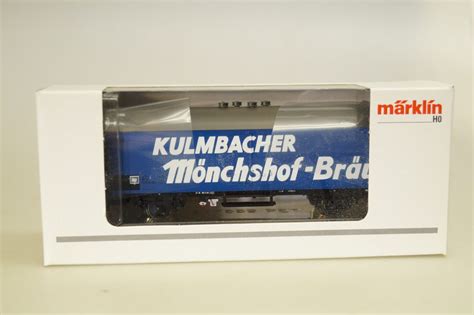 märklin
H0
KULMBACHER
Mönchshof-Bräu